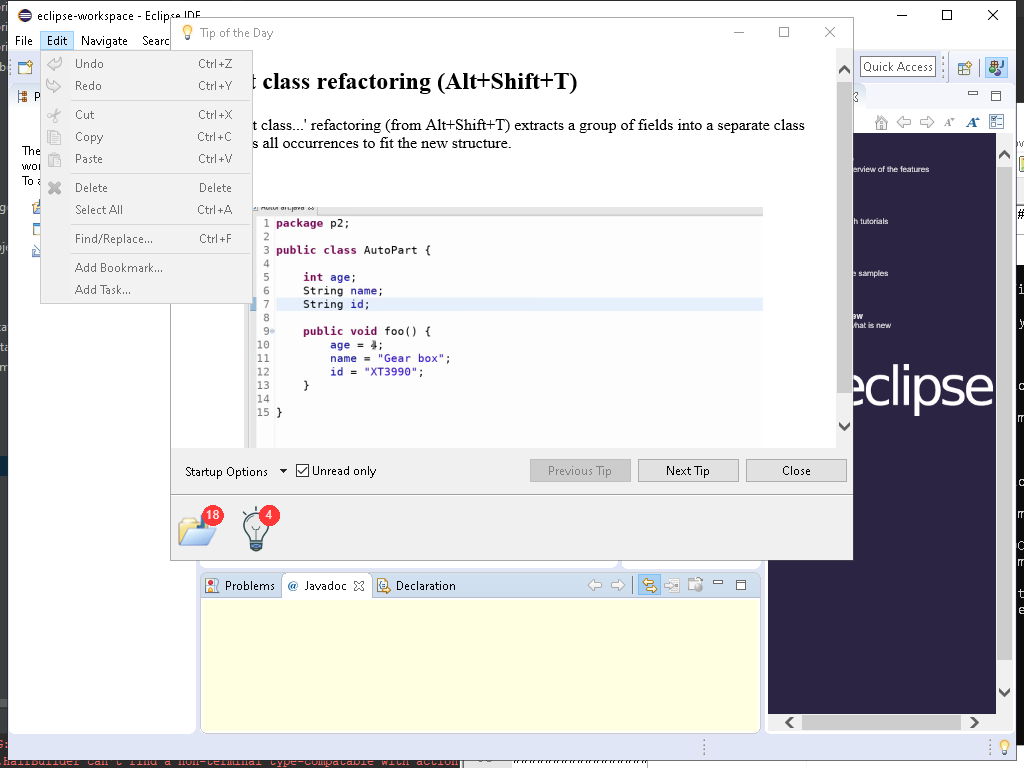 eclipse-workspace - Eclipse IDE
File Edit Navigate Searc
Tip of the Day
Undo Ctrl+Z
Redo Ctrl+Y
Cut Ctrl+X
Copy Ctrl+C
Paste Ctrl+V
Delete Delete
Select All Ctrl+A
Find/Replace... Ctrl+F
Add Bookmark...
Add Task...
P
The
wor
To a
t class refactoring (Alt+Shift+T)
t class...' refactoring (from Alt+Shift+T) extracts a group of fields into a separate class
s all occurrences to fit the new structure.
1 package p2;
2
3 public class AutoPart {
4
5 int age;
6 String name;
7 String id;
8
9 public void foo() {
10 age = 4;
11 name = "Gear box";
12 id = "XT3990";
13 }
14
15 }
Startup Options Unread only Previous Tip Next Tip Close
18 4
Quick Access
erview of the features
h tutorials
e samples
ew
hat is new
eclipse
Problems @ Javadoc Declaration
HallBuilder can't find a non-terminal type-compatable with action